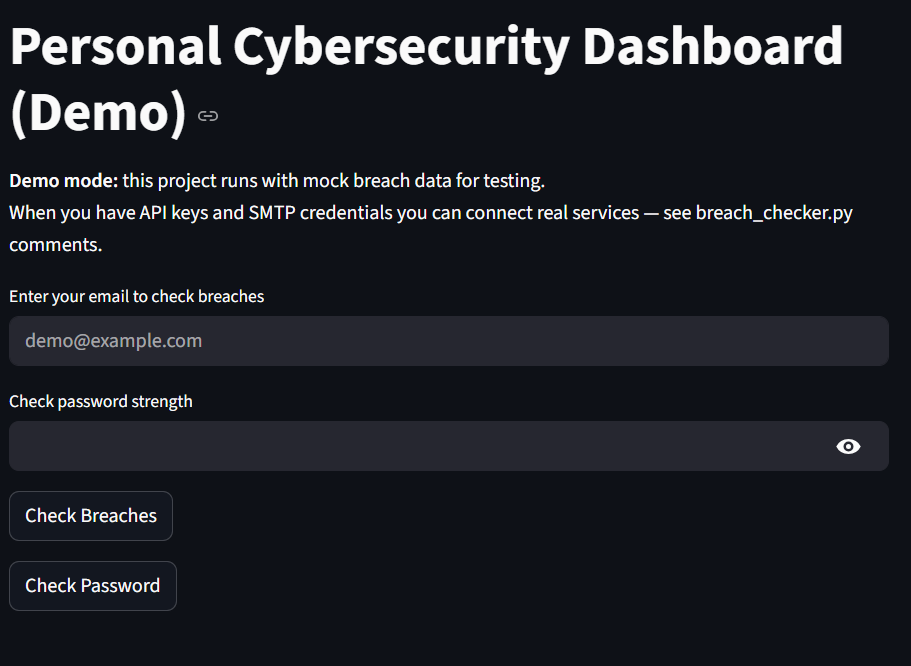 Personal Cybersecurity Dashboard
(Demo)
Demo mode: this project runs with mock breach data for testing.
When you have API keys and SMTP credentials you can connect real services — see breach_checker.py
comments.
Enter your email to check breaches
demo@example.com
Check password strength
Check Breaches
Check Password